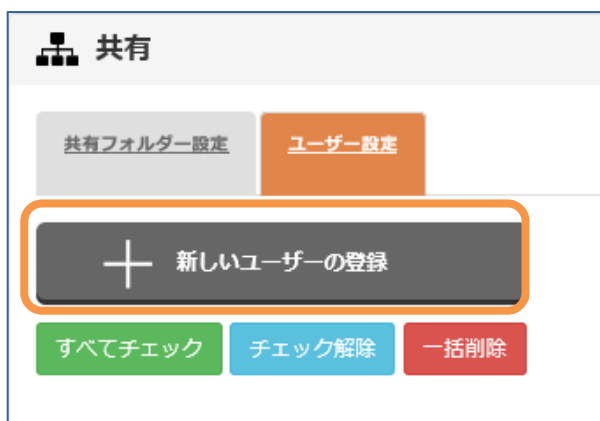 共有
共有フォルダー設定 ユーザー設定
新しいユーザーの登録
すべてチェック チェック解除 一括削除